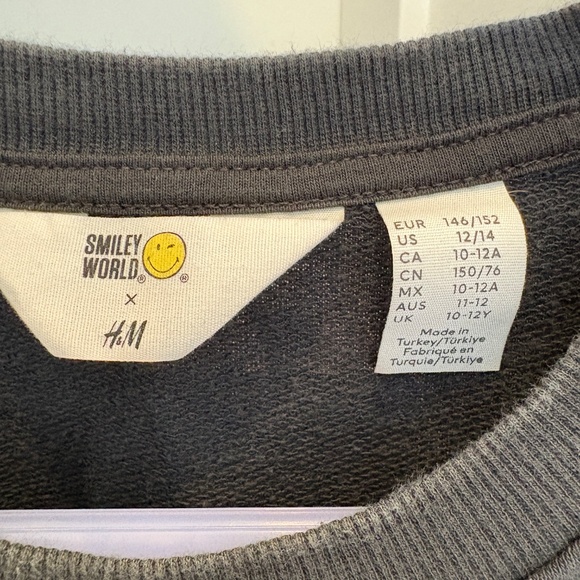 SMILEY
WORLD®
®
×
H&M
EUR 146/152
US 12/14
CA 10-12A
CN 150/76
MX 10-12A
AUS 11-12
UK 10-12Y
Made in
Turkey/Türkiye
Fabriqué en
Turquie/Türkiye